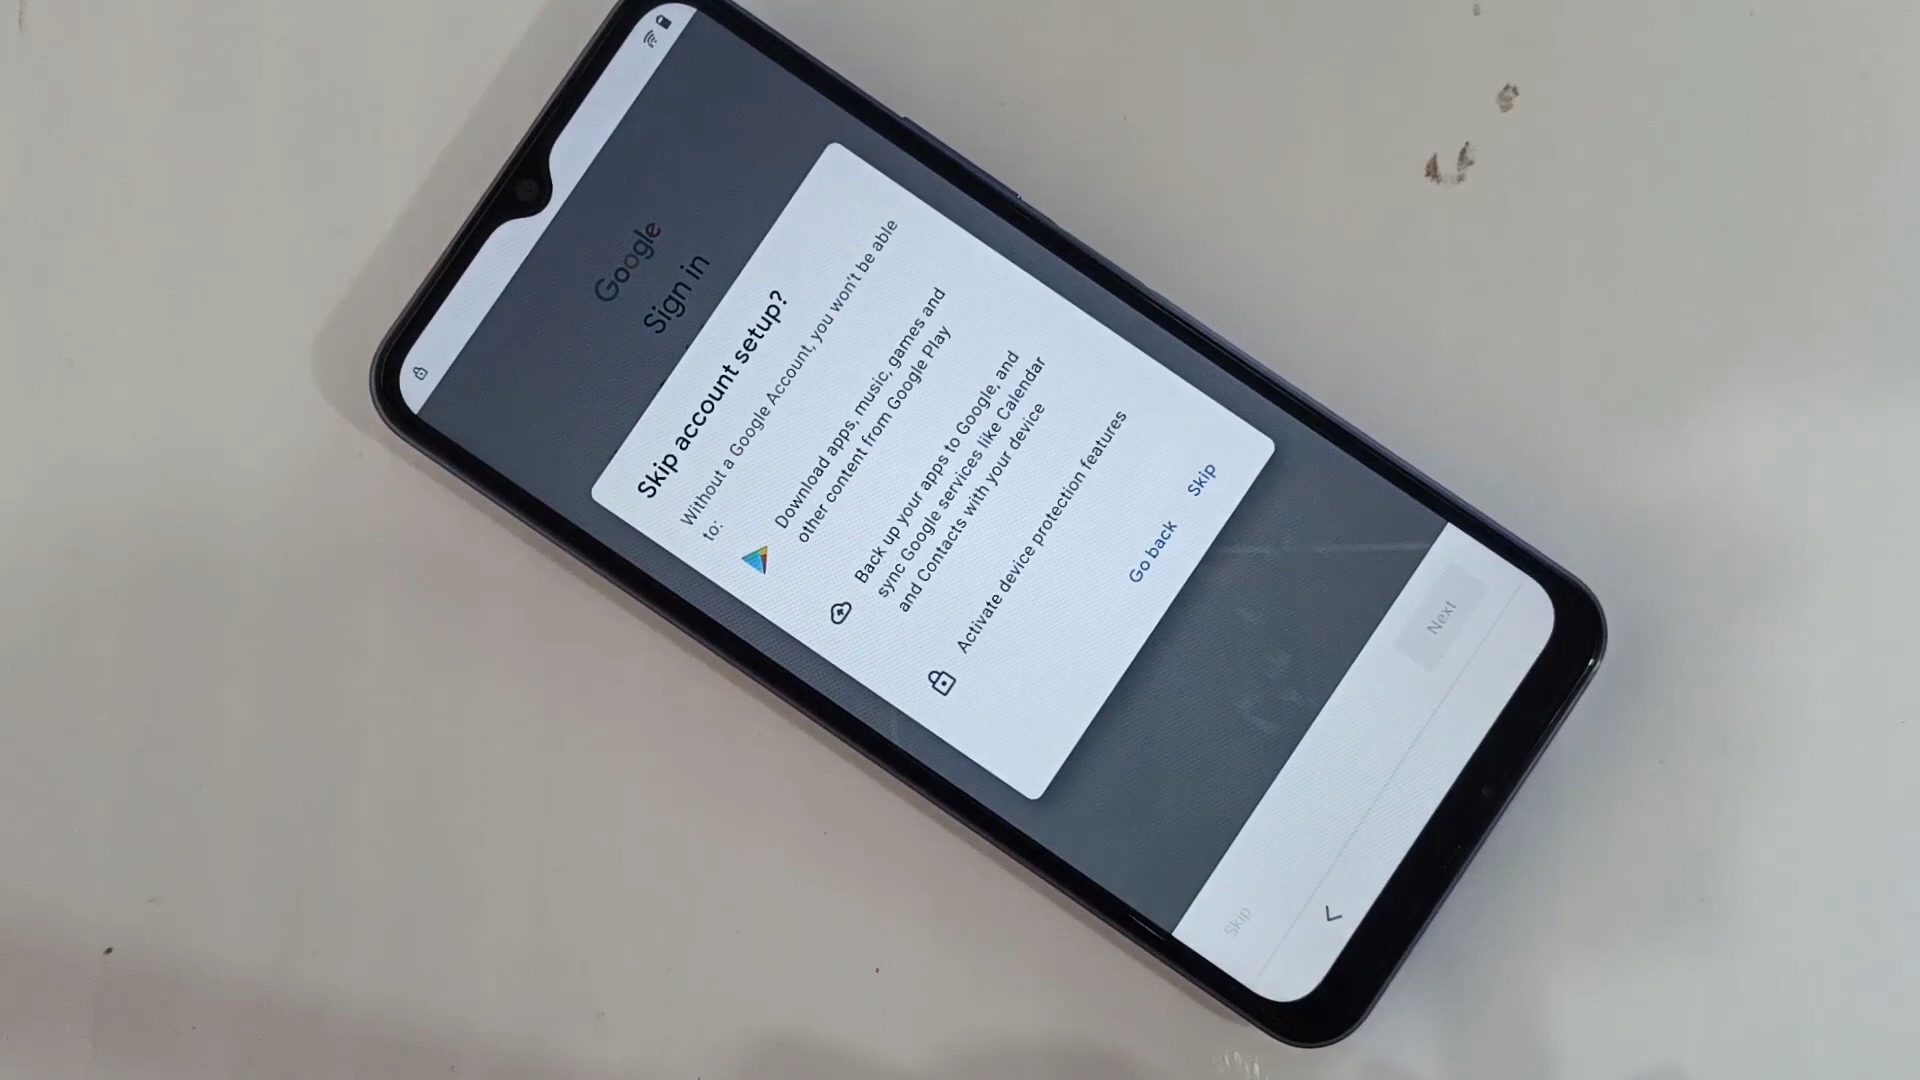 Google
Sign in
Skip account setup?
Without a Google Account, you won't be able
to:
Download apps, music, games and
other content from Google Play
Back up your apps to Google, and
sync Google services like Calendar
and Contacts with your device
Activate device protection features
Go back
Skip
Skip
Next